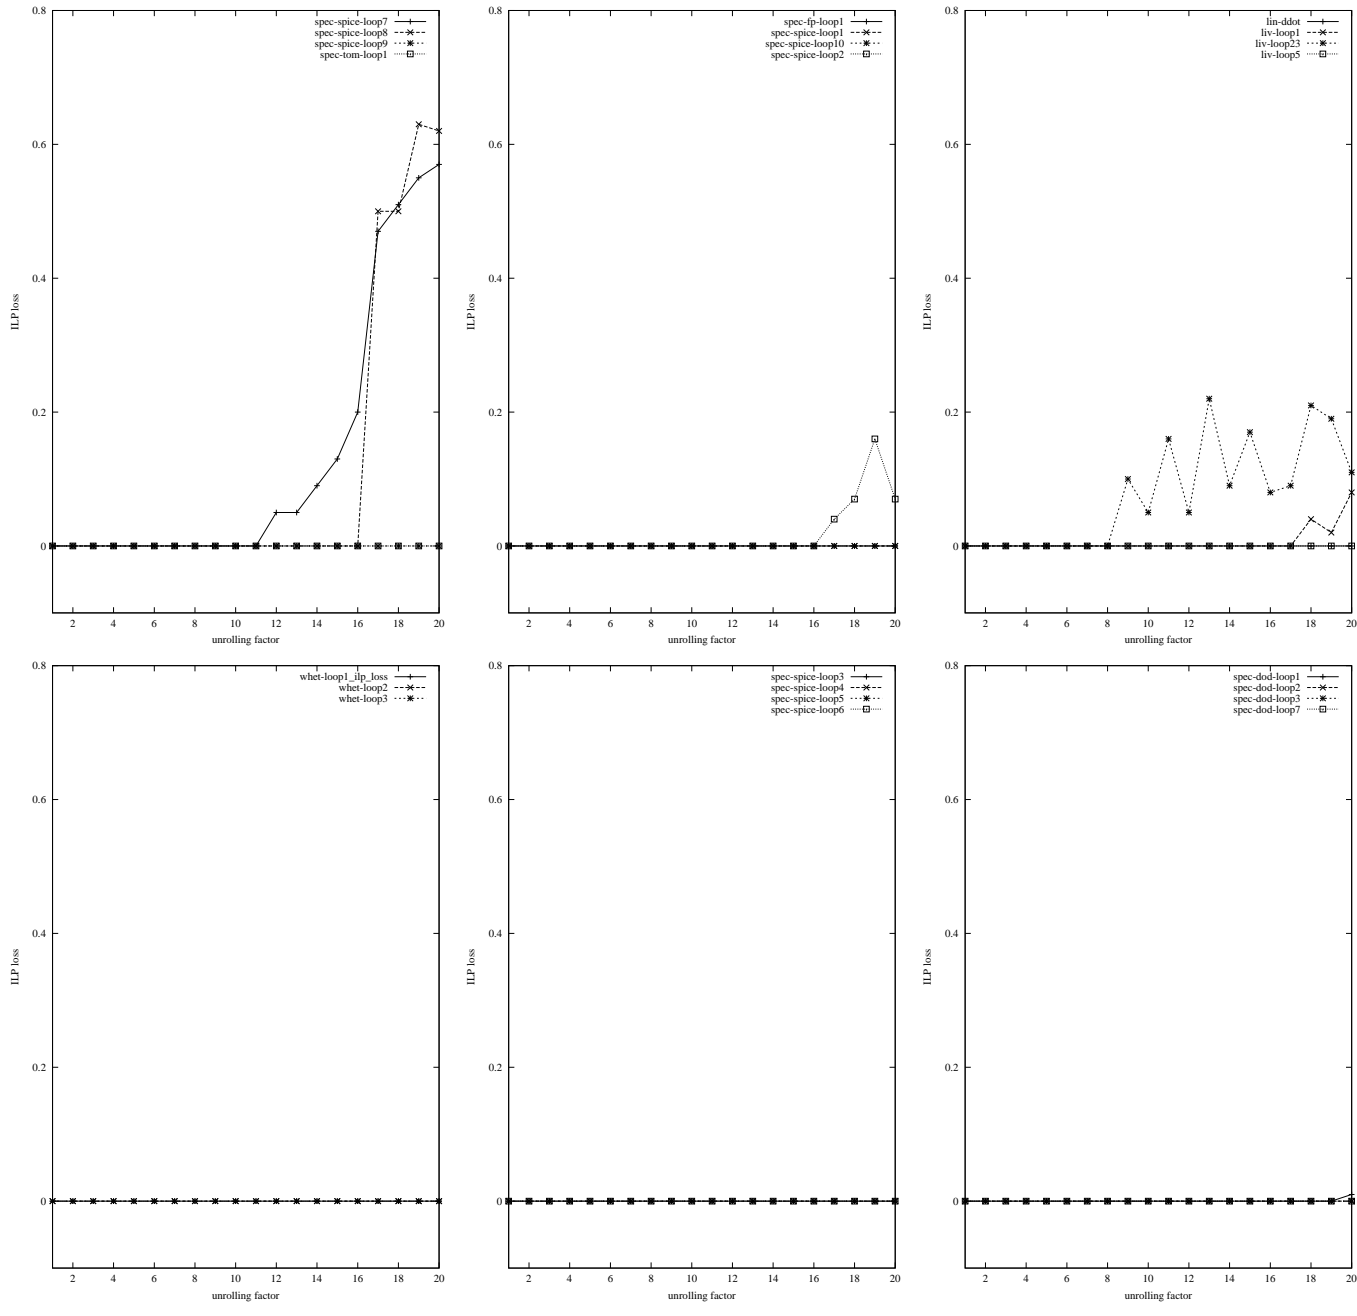 spec-spice-loop7
spec-spice-loop8
spec-spice-loop9
spec-tom-loop1
0.8
0.6
0.4
0.2
0
ILP loss
2 4 6 8 10 12 14 16 18 20
unrolling factor
spec-fp-loop1
spec-spice-loop1
spec-spice-loop10
spec-spice-loop2
0.8
0.6
0.4
0.2
0
ILP loss
2 4 6 8 10 12 14 16 18 20
unrolling factor
lin-ddot
liv-loop1
liv-loop23
liv-loop5
0.8
0.6
0.4
0.2
0
ILP loss
2 4 6 8 10 12 14 16 18 20
unrolling factor
whet-loop1_ilp_loss
whet-loop2
whet-loop3
0.8
0.6
0.4
0.2
0
ILP loss
2 4 6 8 10 12 14 16 18 20
unrolling factor
spec-spice-loop3
spec-spice-loop4
spec-spice-loop5
spec-spice-loop6
0.8
0.6
0.4
0.2
0
ILP loss
2 4 6 8 10 12 14 16 18 20
unrolling factor
spec-dod-loop1
spec-dod-loop2
spec-dod-loop3
spec-dod-loop7
0.8
0.6
0.4
0.2
0
ILP loss
2 4 6 8 10 12 14 16 18 20
unrolling factor